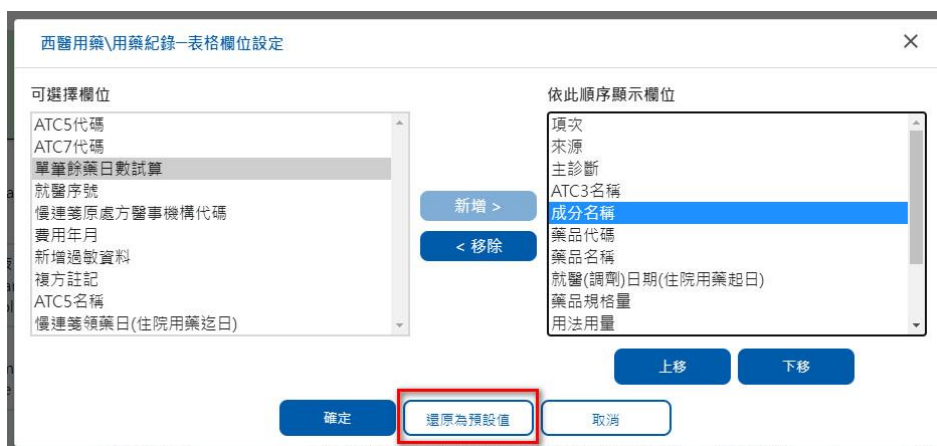 西醫用藥\用藥紀錄─表格欄位設定
可選擇欄位
ATC5代碼
ATC7代碼
單筆餘藥日數試算
就醫序號
慢連箋原處方醫事機構代碼
費用年月
新增過敏資料
複方註記
ATC5名稱
慢連箋領藥日(住院用藥迄日)
新增 >
< 移除
依此順序顯示欄位
項次
來源
主診斷
ATC3名稱
成分名稱
藥品代碼
藥品名稱
就醫(調劑)日期(住院用藥起日)
藥品規格量
用法用量
上移
下移
確定
還原為預設值
取消